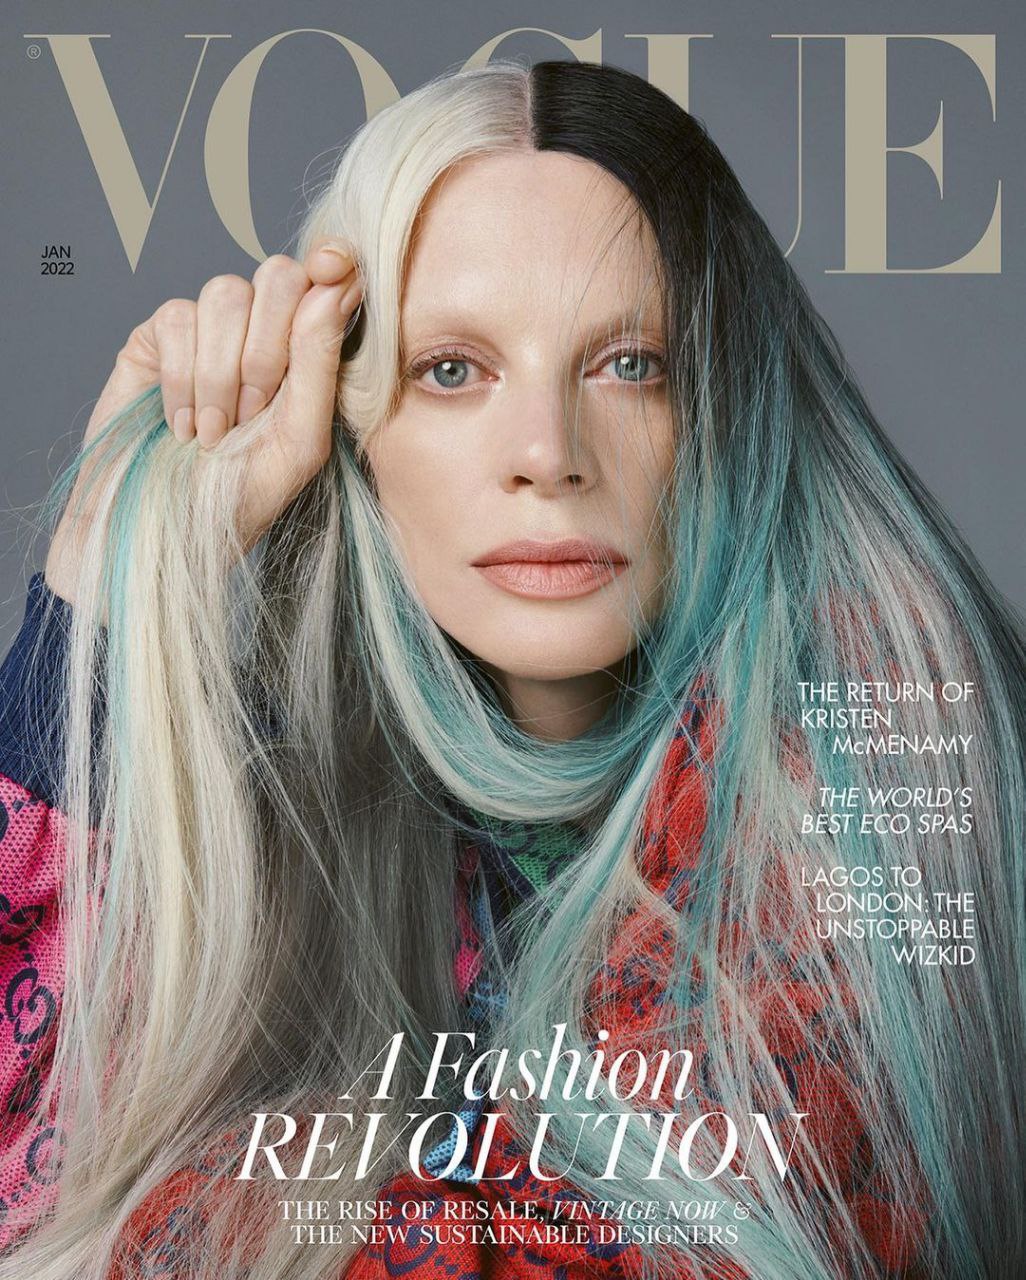 ®
VOGUE
JAN
2022
THE RETURN OF
KRISTEN
McMENAMY
THE WORLD'S
BEST ECO SPAS
LAGOS TO
LONDON: THE
UNSTOPPABLE
WIZKID
A Fashion
REVOLUTION
THE RISE OF RESALE, VINTAGE NOW &
THE NEW SUSTAINABLE DESIGNERS